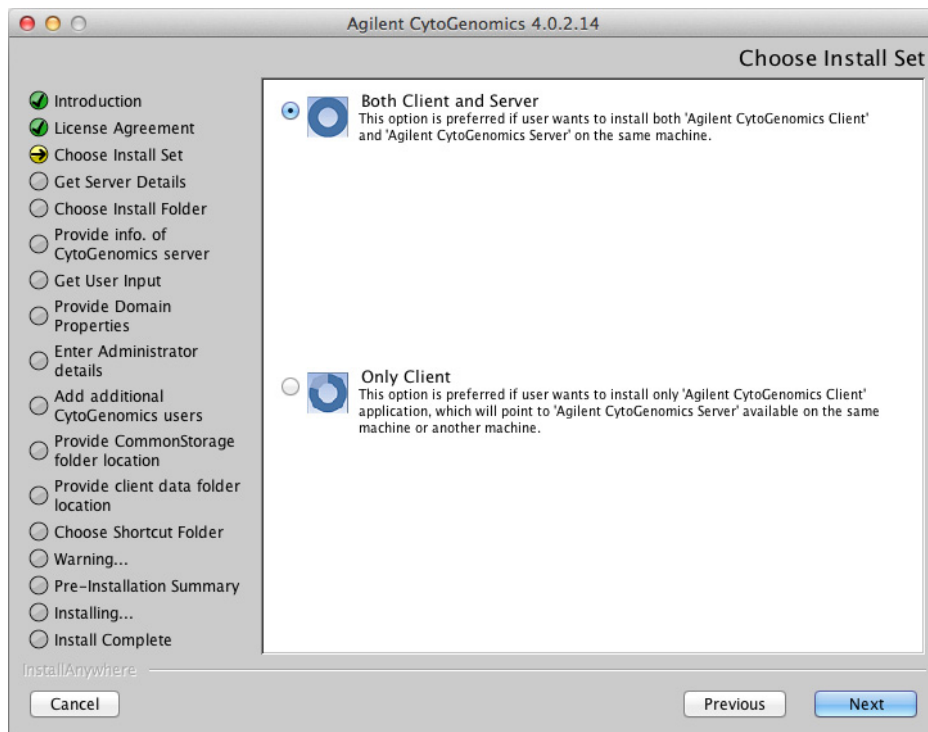 Agilent CytoGenomics 4.0.2.14
Choose Install Set
Introduction
License Agreement
Choose Install Set
Get Server Details
Choose Install Folder
Provide info. of
CytoGenomics server
Get User Input
Provide Domain
Properties
Enter Administrator
details
Add additional
CytoGenomics users
Provide CommonStorage
folder location
Provide client data folder
location
Choose Shortcut Folder
Warning...
Pre-Installation Summary
Installing...
Install Complete
Both Client and Server
This option is preferred if user wants to install both 'Agilent CytoGenomics Client'
and 'Agilent CytoGenomics Server' on the same machine.
Only Client
This option is preferred if user wants to install only 'Agilent CytoGenomics Client'
application, which will point to 'Agilent CytoGenomics Server' available on the same
machine or another machine.
InstallAnywhere
Cancel
Previous
Next